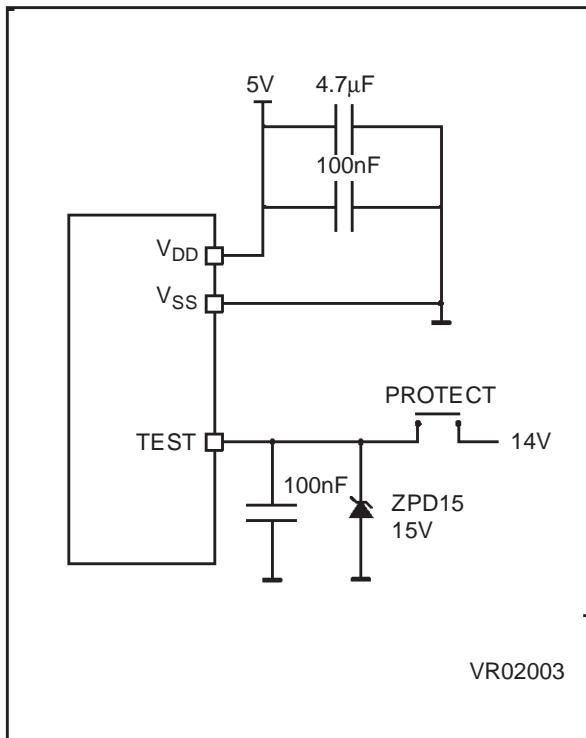 5V
4.7μF
100nF
VDD
VSS
PROTECT
TEST
14V
100nF
ZPD15
15V
VR02003